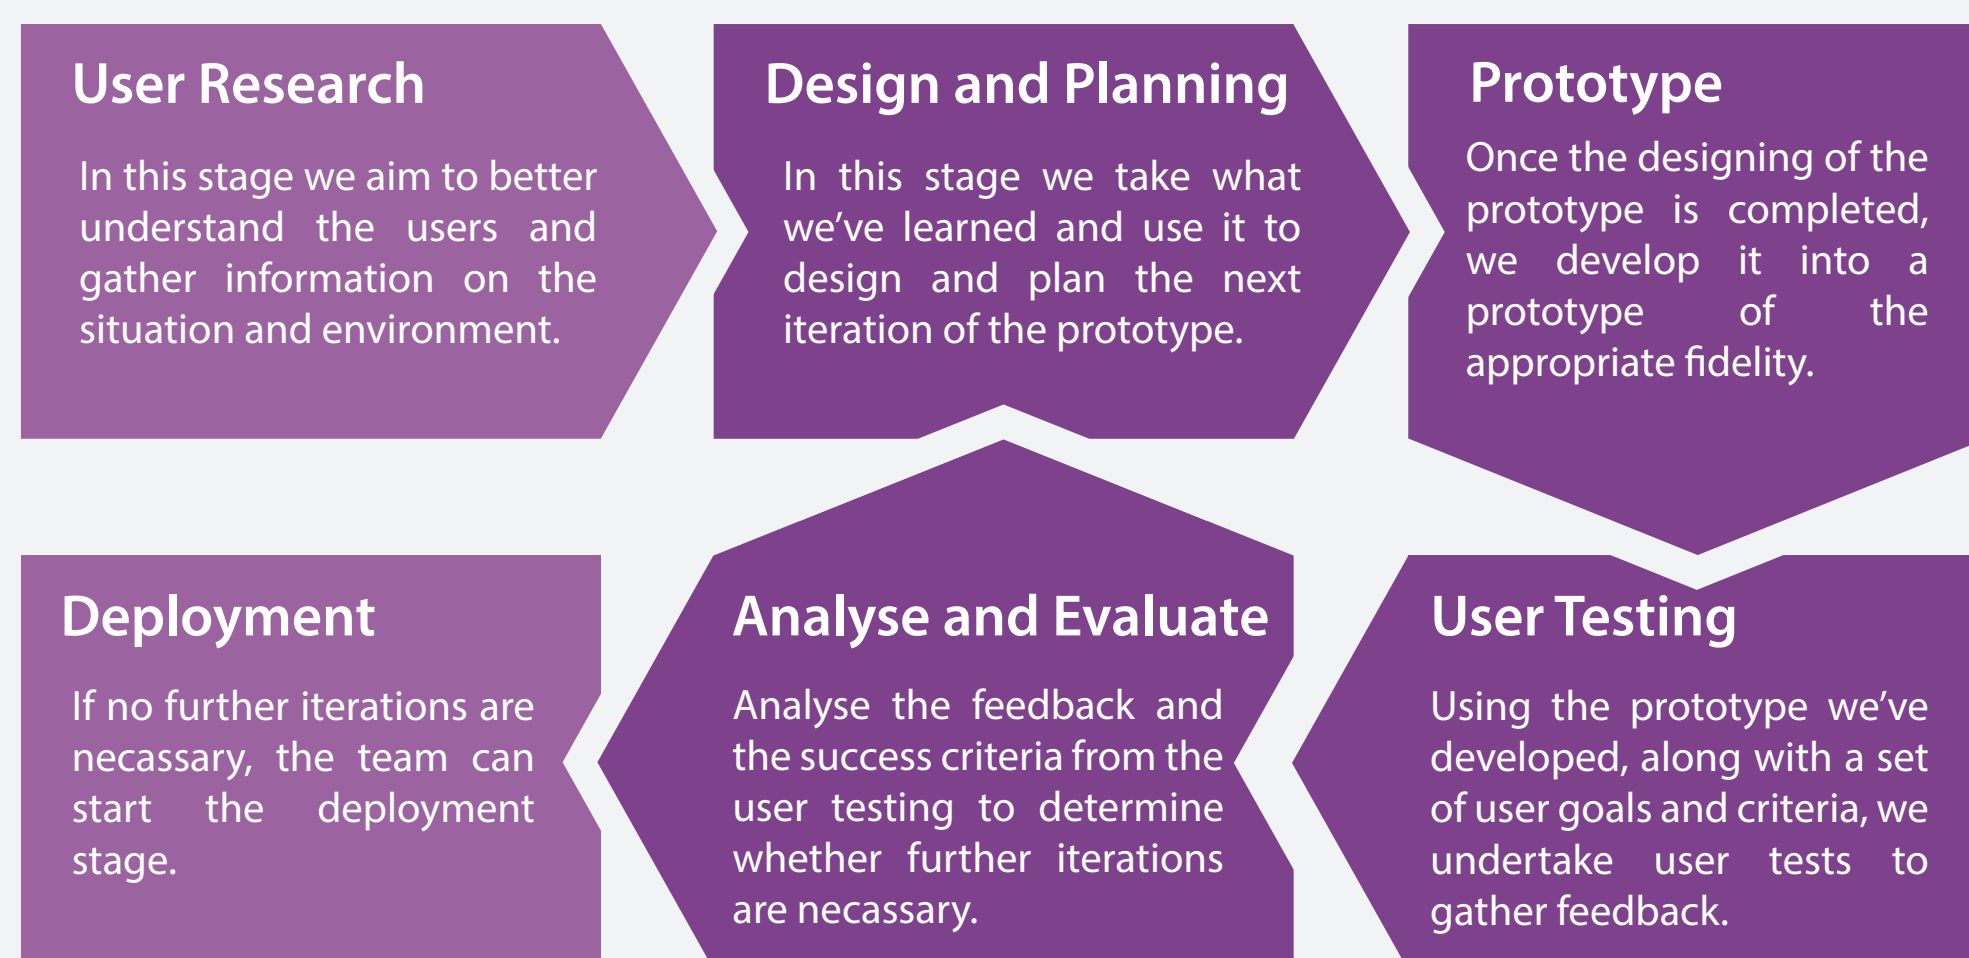 User Research
In this stage we aim to better
understand the users and
gather information on the
situation and environment.
Design and Planning
In this stage we take what
we’ve learned and use it to
design and plan the next
iteration of the prototype.
Prototype
Once the designing of the
prototype is completed,
we develop it into a
prototype of the
appropriate fidelity.
User Testing
Using the prototype we’ve
developed, along with a set
of user goals and criteria, we
undertake user tests to
gather feedback.
Analyse and Evaluate
Analyse the feedback and
the success criteria from the
user testing to determine
whether further iterations
are necassary.
Deployment
If no further iterations are
necassary, the team can
start the deployment
stage.